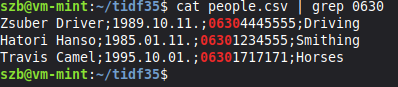 szb@vm-mint:~/tidf35$ cat people.csv | grep 0630
Zsuber Driver;1989.10.11.;06304445555;Driving
Hatori Hanso;1985.01.11.;06301234555;Smithing
Travis Camel;1995.10.01.;06301717171;Horses
szb@vm-mint:~/tidf35$